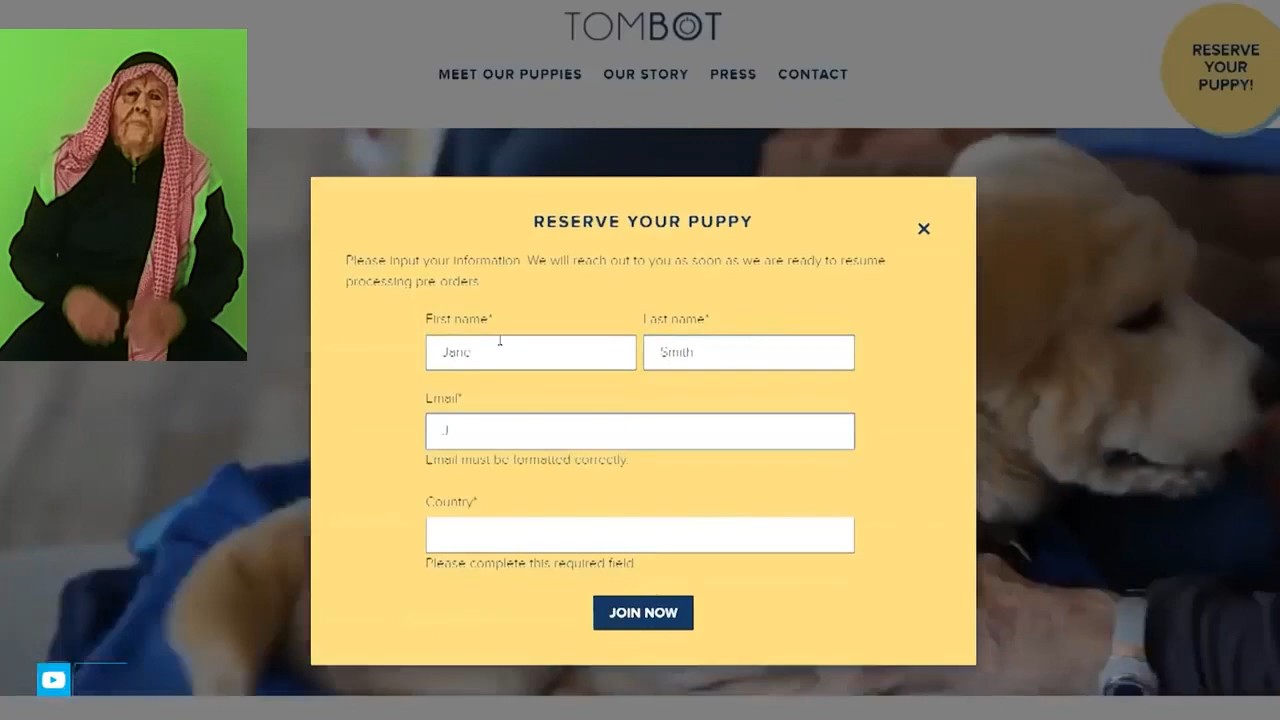 TOMBOT
MEET OUR PUPPIES OUR STORY PRESS CONTACT
RESERVE
YOUR
PUPPY!
RESERVE YOUR PUPPY
Please input your information. We will reach out to you as soon as we are ready to resume
processing pre orders
First name* Last name*
Jane Smith
Email*
J
Email must be formatted correctly.
Country*
Please complete this required field
JOIN NOW